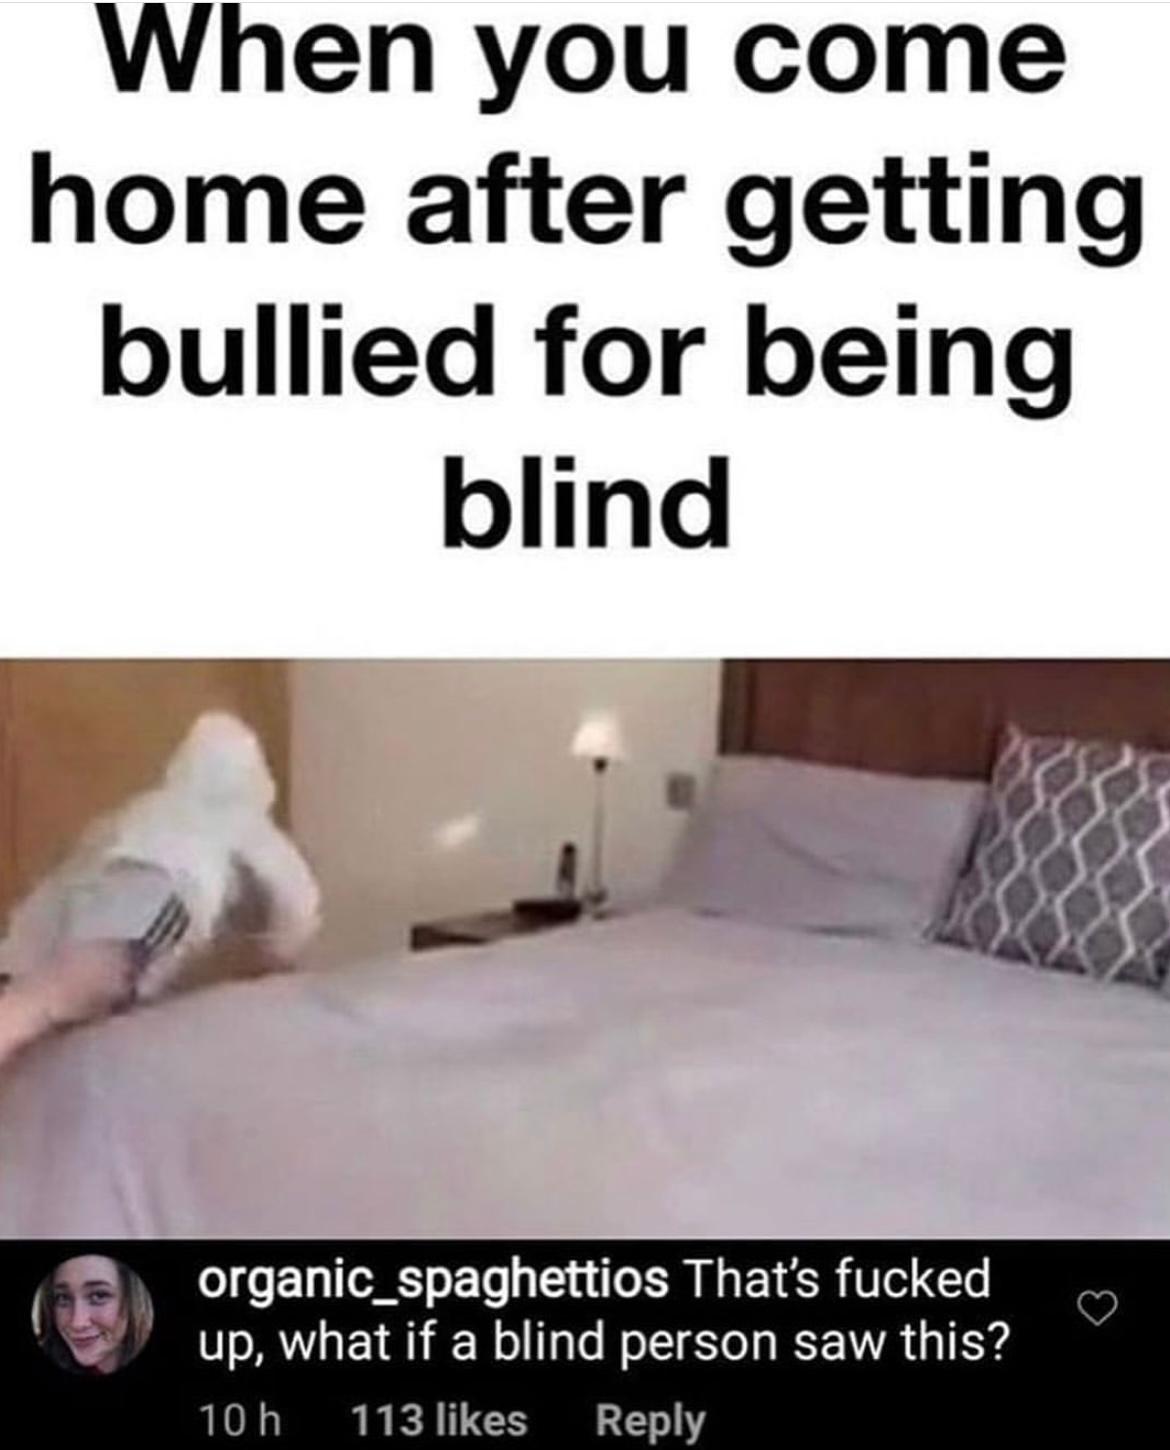 When you come
home after getting
bullied for being
blind
organic_spaghettios That's fucked
up, what if a blind person saw this?
10 h 113 likes Reply